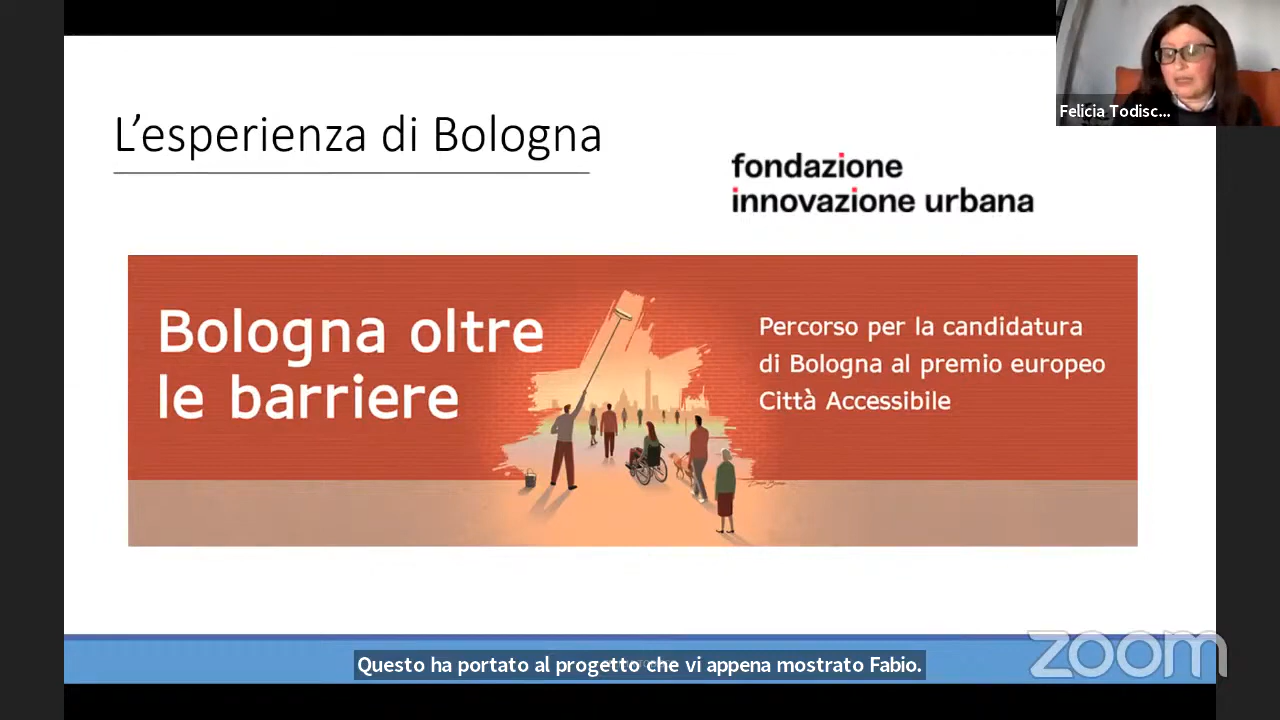 L'esperienza di Bologna
fondazione
innovazione urbana
Bologna oltre
le barriere
Percorso per la candidatura
di Bologna al premio europeo
Città Accessibile
Felicia Todisc...
Questo ha portato al progetto che vi appena mostrato Fabio.
zoom